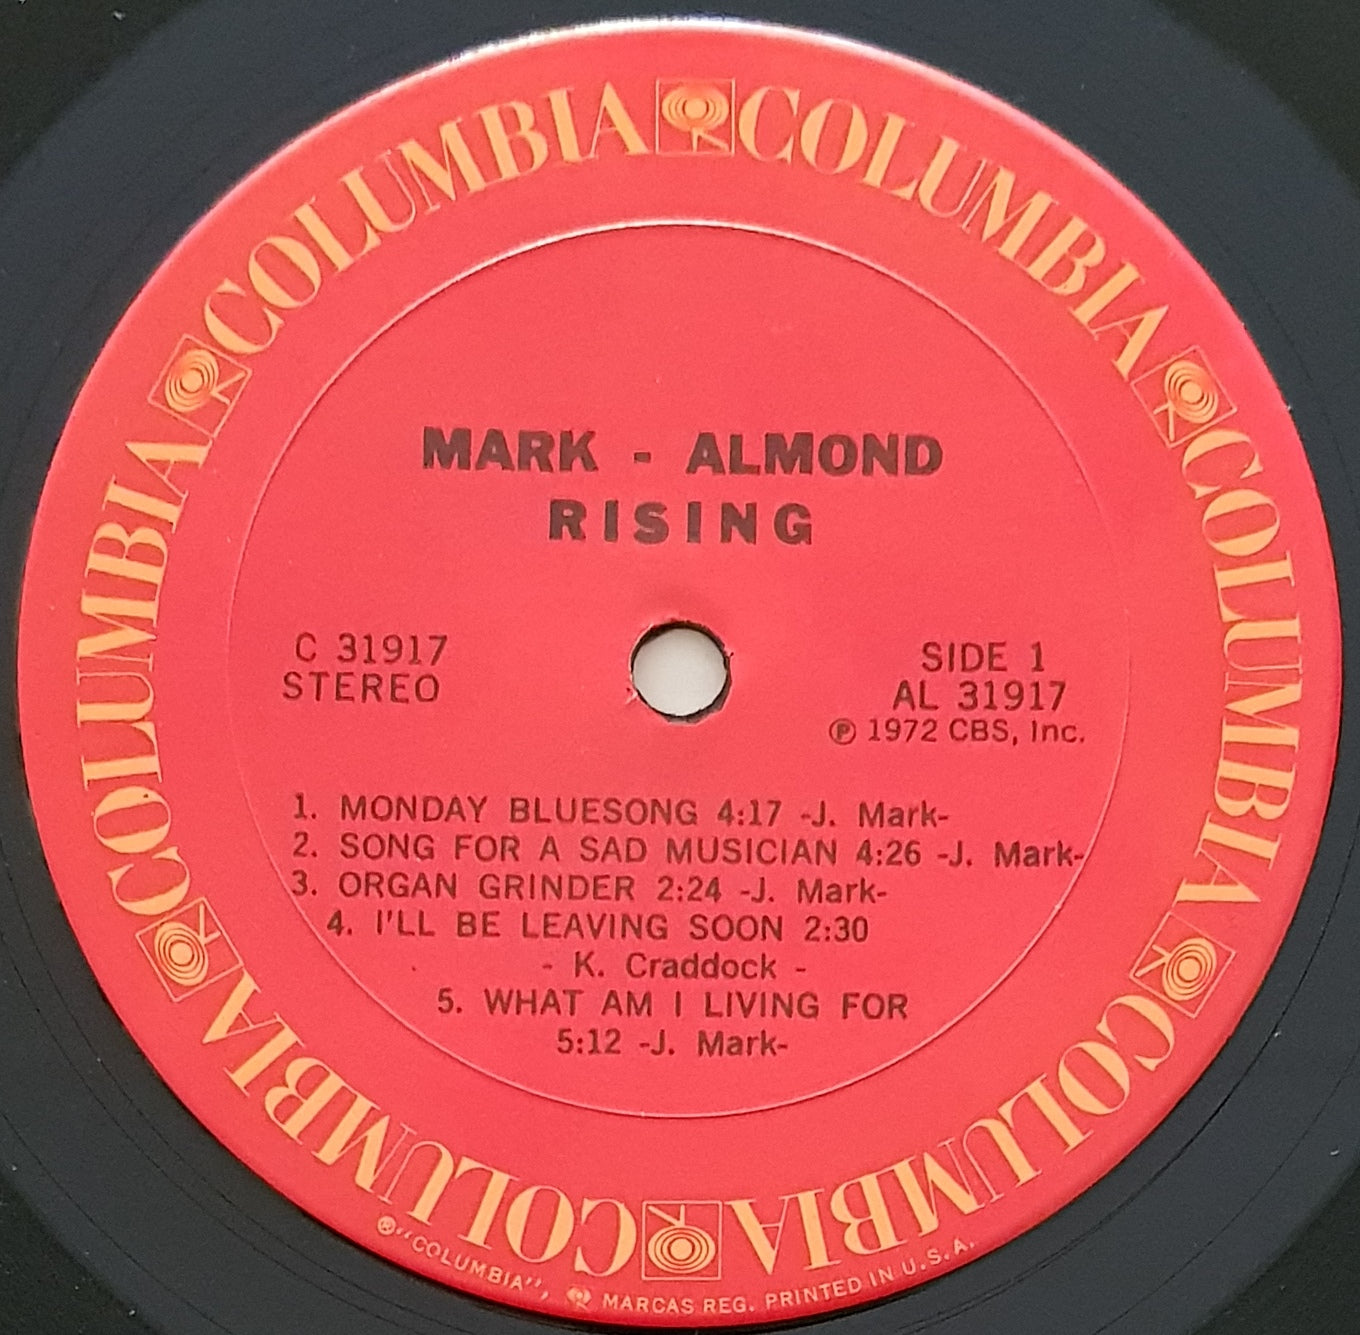 COLUMBIA COLUMBIA COLUMBIA COLUMBIA COLUMBIA COLUMBIA
MARK - ALMOND
RISING
C 31917
STEREO
SIDE 1
AL 31917
℗ 1972 CBS, Inc.
1. MONDAY BLUESONG 4:17 -J. Mark-
2. SONG FOR A SAD MUSICIAN 4:26 -J. Mark-
3. ORGAN GRINDER 2:24 -J. Mark-
4. I'LL BE LEAVING SOON 2:30
- K. Craddock -
5. WHAT AM I LIVING FOR
5:12 -J. Mark-
®"COLUMBIA", MARCAS REG. PRINTED IN U.S.A.